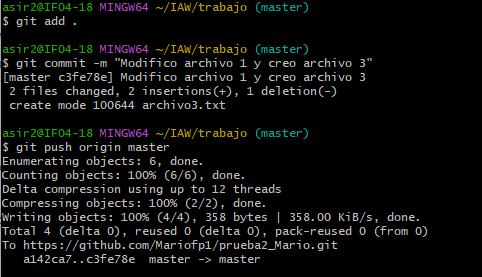 asir2@IFO4-18 MINGW64 ~/IAW/trabajo (master)
$ git add .
asir2@IFO4-18 MINGW64 ~/IAW/trabajo (master)
$ git commit -m "Modifico archivo 1 y creo archivo 3"
[master c3fe78e] Modifico archivo 1 y creo archivo 3
 2 files changed, 2 insertions(+), 1 deletion(-)
 create mode 100644 archivo3.txt
asir2@IFO4-18 MINGW64 ~/IAW/trabajo (master)
$ git push origin master
Enumerating objects: 6, done.
Counting objects: 100% (6/6), done.
Delta compression using up to 12 threads
Compressing objects: 100% (2/2), done.
Writing objects: 100% (4/4), 358 bytes | 358.00 KiB/s, done.
Total 4 (delta 0), reused 0 (delta 0), pack-reused 0 (from 0)
To https://github.com/Mariofp1/prueba2_Mario.git
   a142ca7..c3fe78e  master -> master